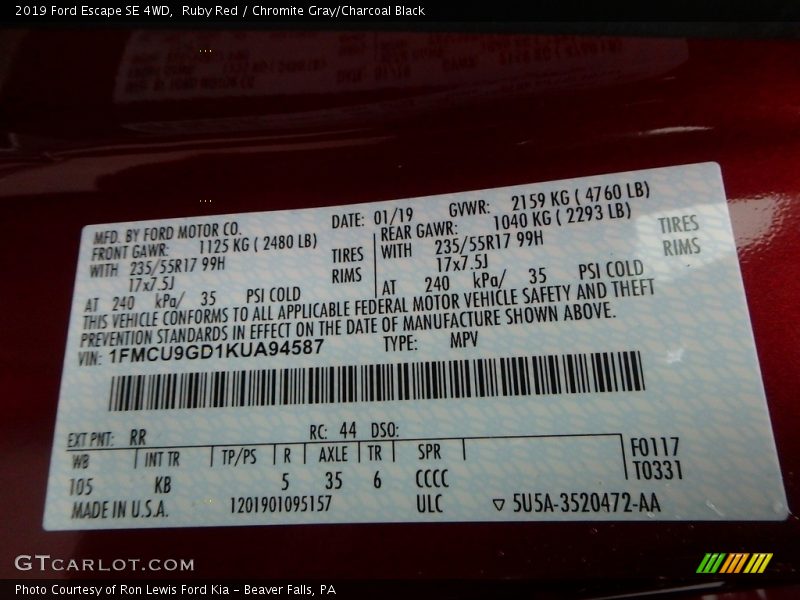 2019 Ford Escape SE 4WD,  Ruby Red / Chromite Gray/Charcoal Black
MFD. BY FORD MOTOR CO.
DATE: 01/19
GVWR: 2159 KG ( 4760 LB)
FRONT GAWR: 1125 KG ( 2480 LB)
REAR GAWR: 1040 KG ( 2293 LB)
WITH 235/55R17 99H TIRES
WITH 235/55R17 99H TIRES
17x7.5J RIMS
17x7.5J RIMS
AT 240 kPa/ 35 PSI COLD
AT 240 kPa/ 35 PSI COLD
THIS VEHICLE CONFORMS TO ALL APPLICABLE FEDERAL MOTOR VEHICLE SAFETY AND THEFT
PREVENTION STANDARDS IN EFFECT ON THE DATE OF MANUFACTURE SHOWN ABOVE.
VIN: 1FMCU9GD1KUA94587 TYPE: MPV
EXT PNT: RR RC: 44 DSO:
WB INT TR TP/PS R AXLE TR SPR F0117
105 KB 5 35 6 CCCC T0331
MADE IN U.S.A. 1201901095157 ULC ▽ 5U5A-3520472-AA
GTCARLOT.COM
Photo Courtesy of Ron Lewis Ford Kia – Beaver Falls, PA